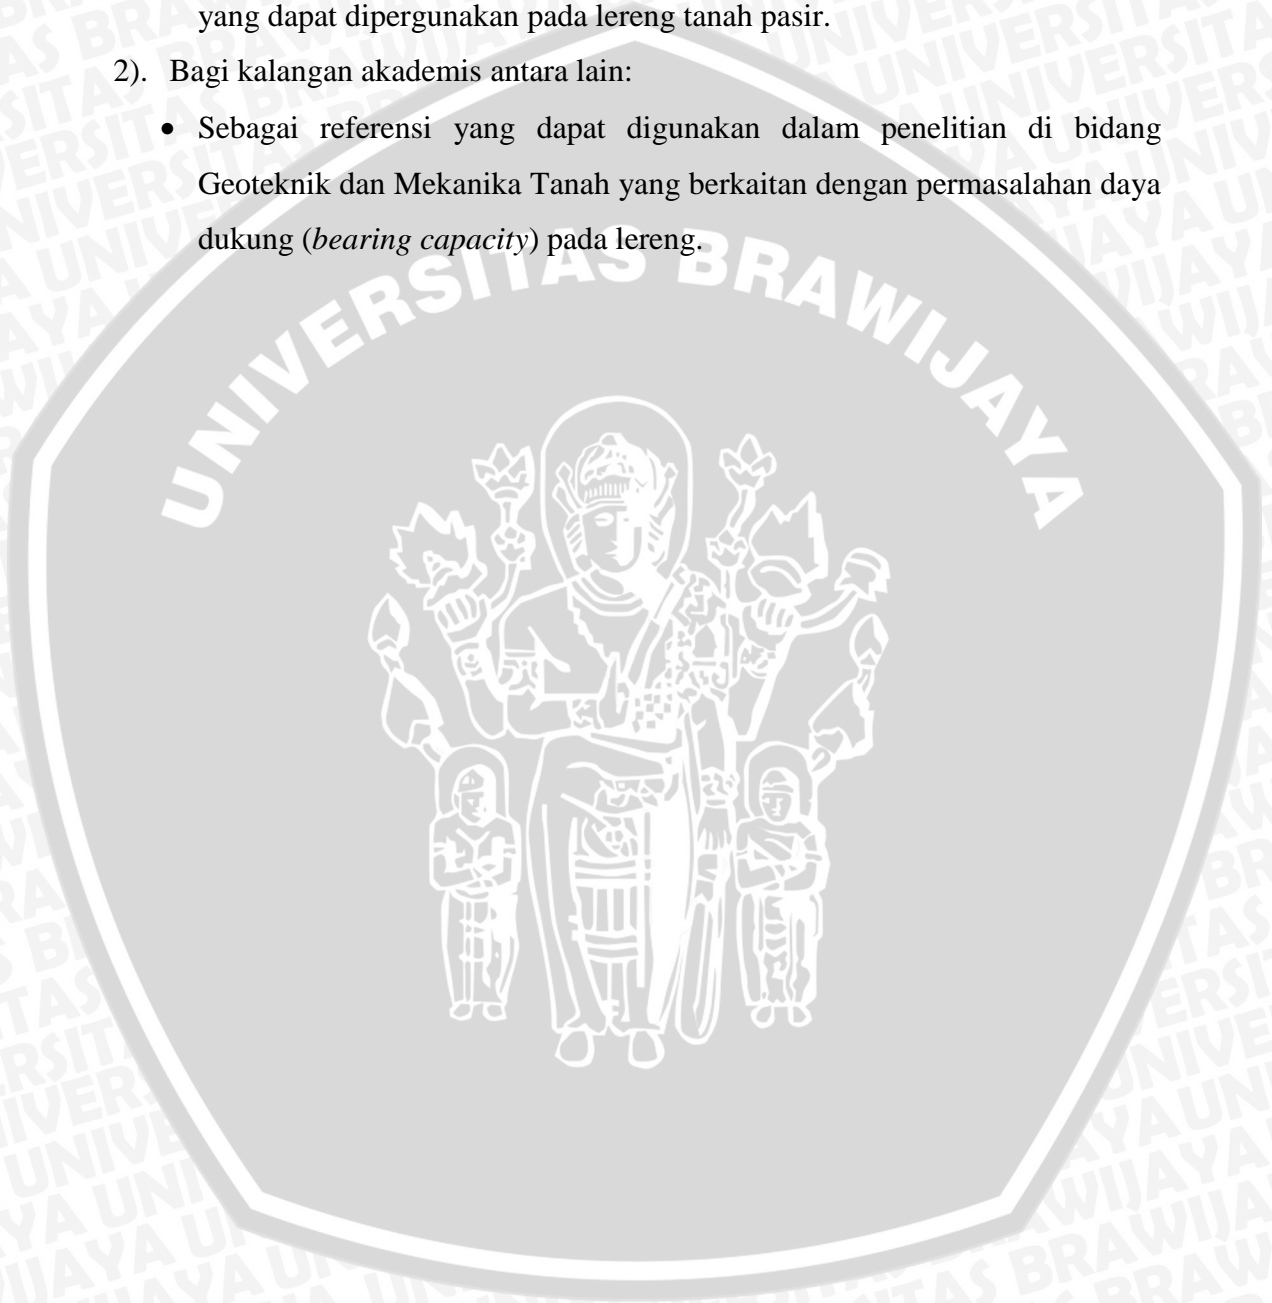 yang dapat dipergunakan pada lereng tanah pasir.
2). Bagi kalangan akademis antara lain:
• Sebagai referensi yang dapat digunakan dalam penelitian di bidang
Geoteknik dan Mekanika Tanah yang berkaitan dengan permasalahan daya
dukung (bearing capacity) pada lereng.
UNIVERSITAS BRAWIJAYA